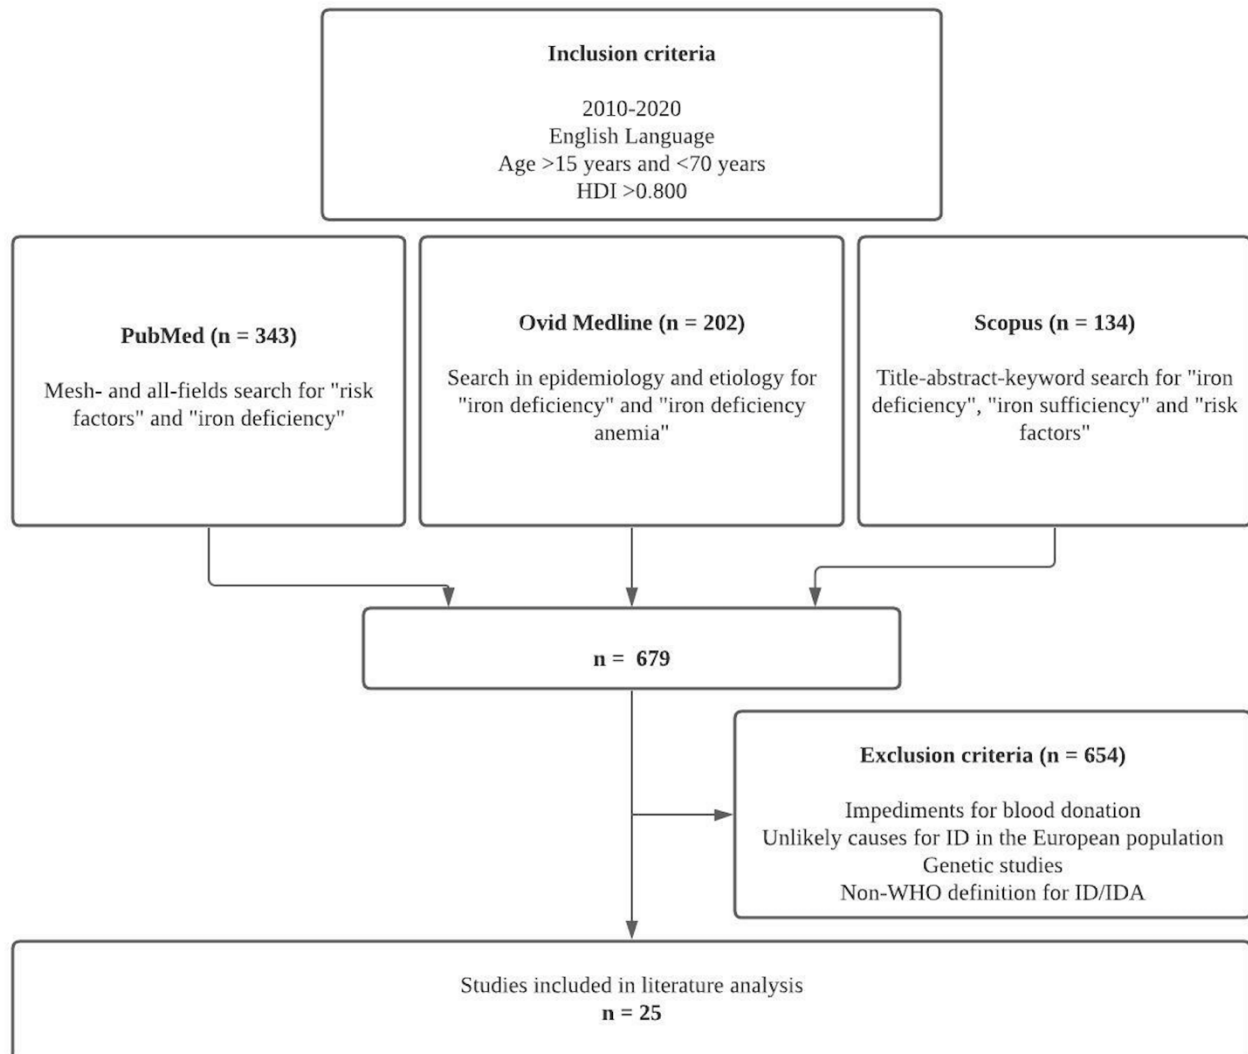 Inclusion criteria
2010-2020
English Language
Age >15 years and <70 years
HDI >0.800
PubMed (n = 343)
Mesh- and all-fields search for "risk
factors" and "iron deficiency"
Ovid Medline (n = 202)
Search in epidemiology and etiology for
"iron deficiency" and "iron deficiency
anemia"
Scopus (n = 134)
Title-abstract-keyword search for "iron
deficiency", "iron sufficiency" and "risk
factors"
n = 679
Exclusion criteria (n = 654)
Impediments for blood donation
Unlikely causes for ID in the European population
Genetic studies
Non-WHO definition for ID/IDA
Studies included in literature analysis
n = 25